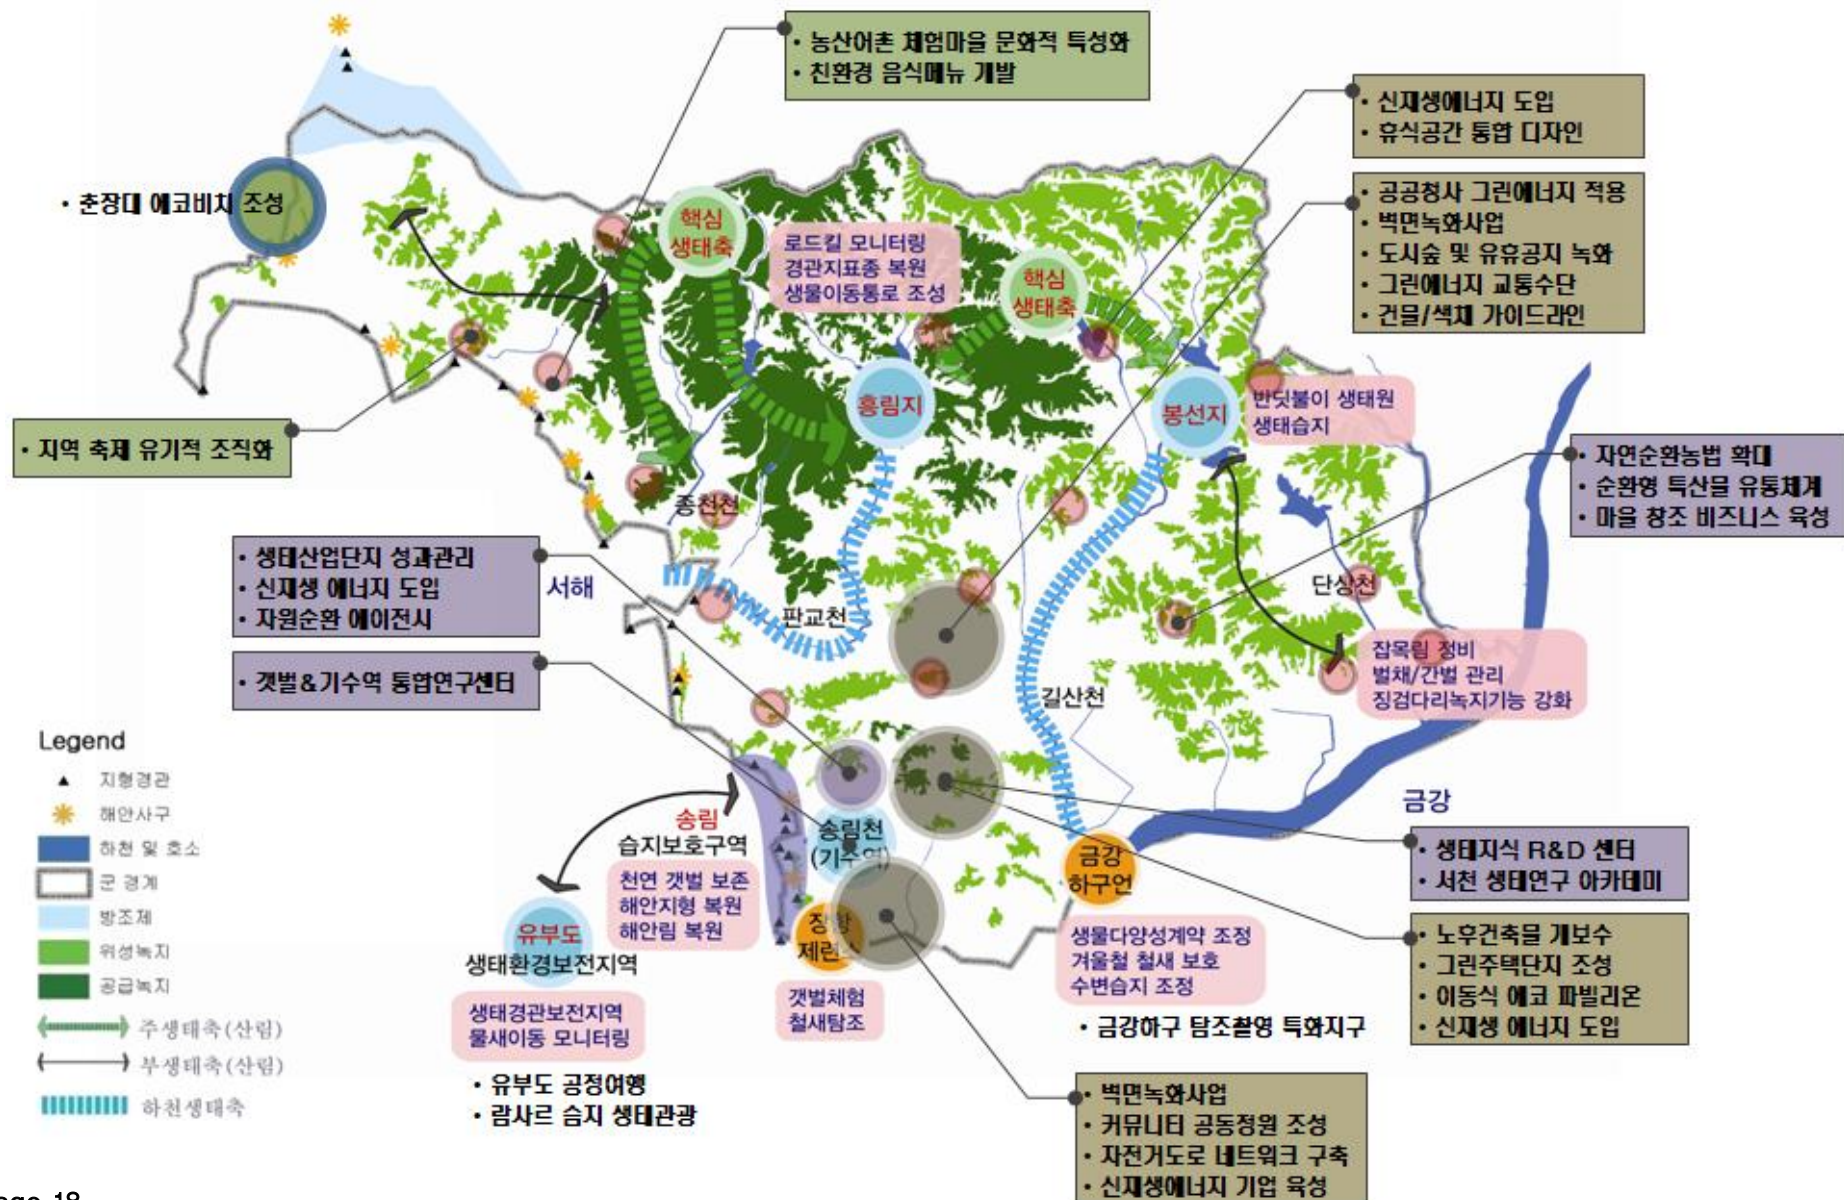 • 농산어촌 체험마을 문화적 특성화
• 친환경 음식메뉴 개발
• 신재생에너지 도입
• 휴식공간 통합 디자인
• 공공청사 그린에너지 적용
• 벽면녹화사업
• 도시숲 및 유휴공지 녹화
• 그린에너지 교통수단
• 건물/색채 가이드라인
• 춘장대 에코비치 조성
핵심
생태축
로드킬 모니터링
경관지표종 복원
생물이동통로 조성
핵심
생태축
흥림지
봉선지
반딧불이 생태원
생태습지
• 지역 축제 유기적 조직화
• 자연순환농법 확대
• 순환형 특산물 유통체계
• 마을 창조 비즈니스 육성
종천천
• 생태산업단지 성과관리
• 신재생 에너지 도입
• 자원순환 에이전시
서해
판교천
단상천
• 갯벌&기수역 통합연구센터
길산천
잡목림 정비
벌채/간벌 관리
징검다리녹지기능 강화
금강
송림
습지보호구역
천연 갯벌 보존
해안지형 복원
해안림 복원
송림천
(기수역)
금강
하구언
• 생태지식 R&D 센터
• 서천 생태연구 아카데미
유부도
생태환경보전지역
생태경관보전지역
물새이동 모니터링
• 유부도 공정여행
• 람사르 습지 생태관광
장항
제련소
갯벌체험
철새탐조
생물다양성계약 조정
겨울철 철새 보호
수변습지 조정
• 금강하구 탐조촬영 특화지구
• 노후건축물 개보수
• 그린주택단지 조성
• 이동식 에코 파빌리온
• 신재생 에너지 도입
• 벽면녹화사업
• 커뮤니티 공동정원 조성
• 자전거도로 네트워크 구축
• 신재생에너지 기업 육성
Legend
지형경관
해안사구
하천 및 호소
군 경계
방조제
위성녹지
공급녹지
주생태축(산림)
부생태축(산림)
하천생태축